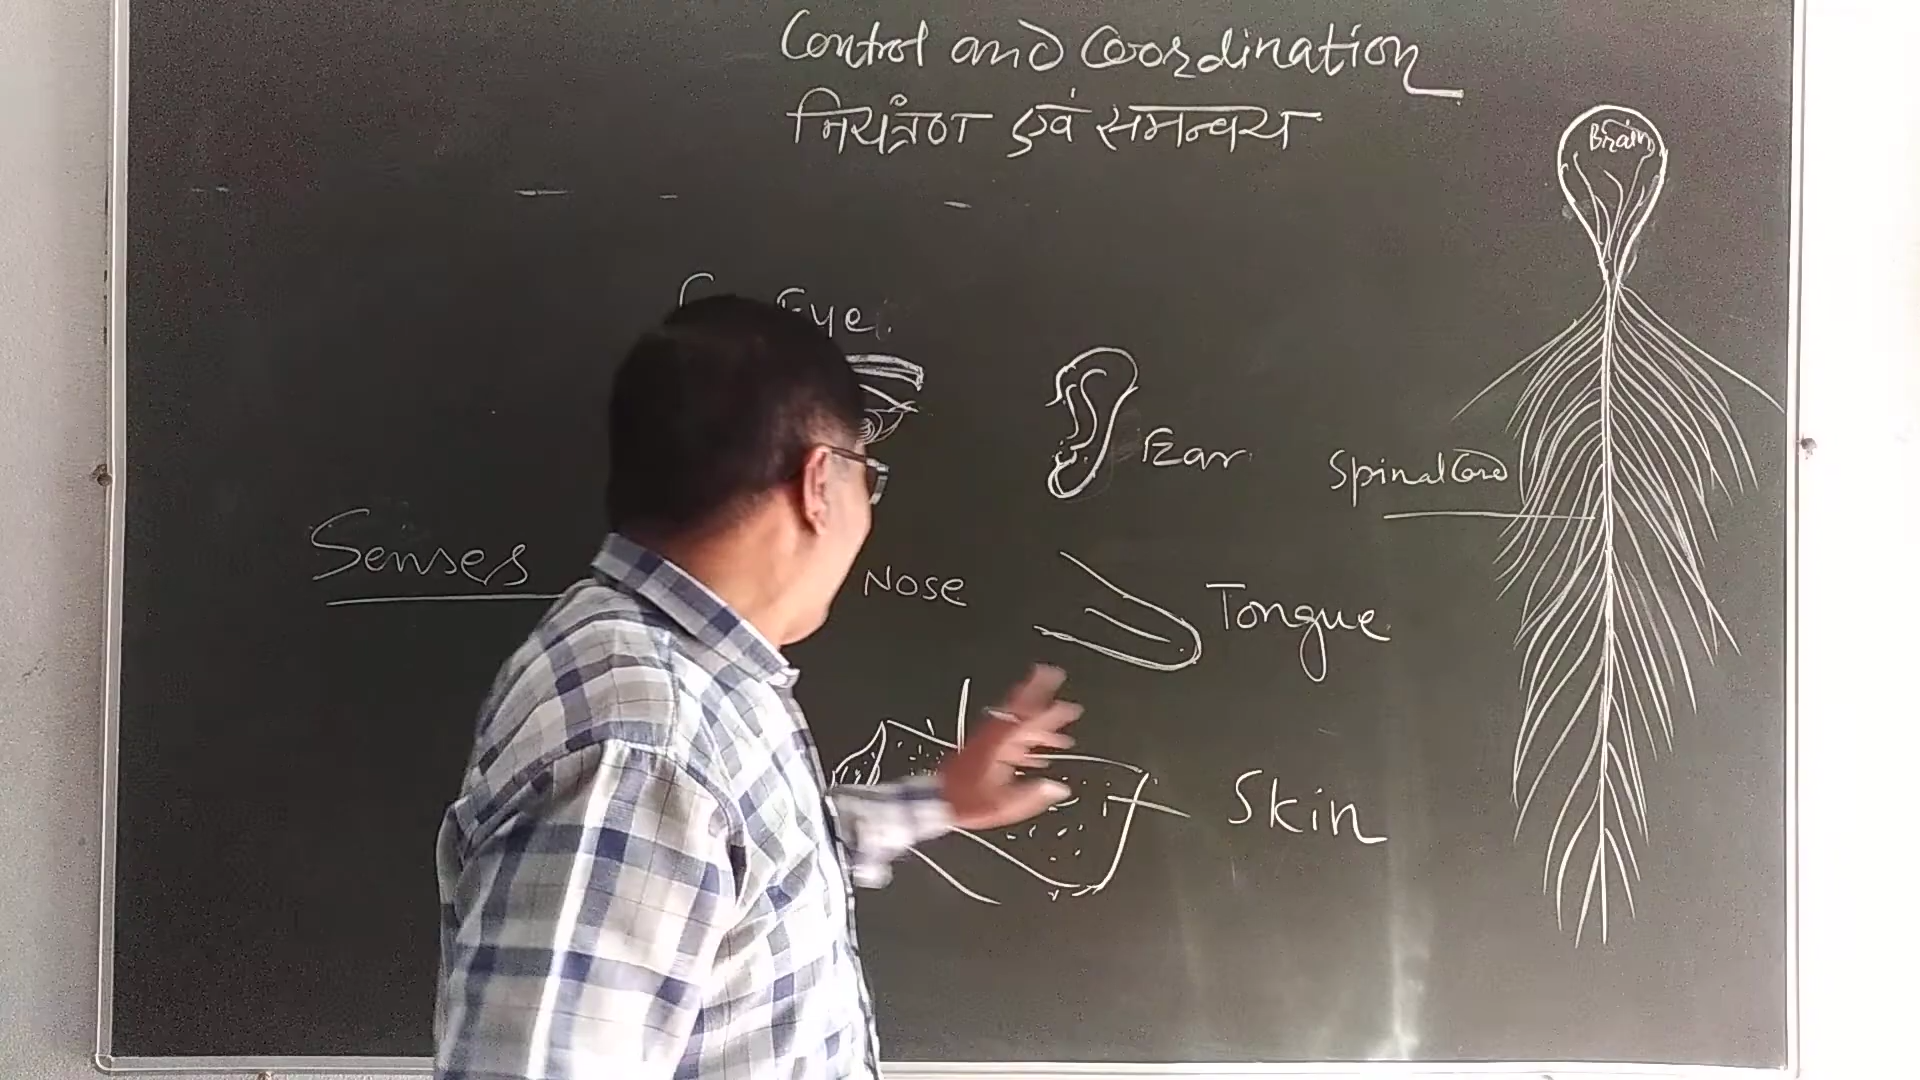 Control and Coordination
नियंत्रण एवं समन्वय
Brain
Eye.
Ear
Spinal Cord
Senses
Nose
Tongue
Skin